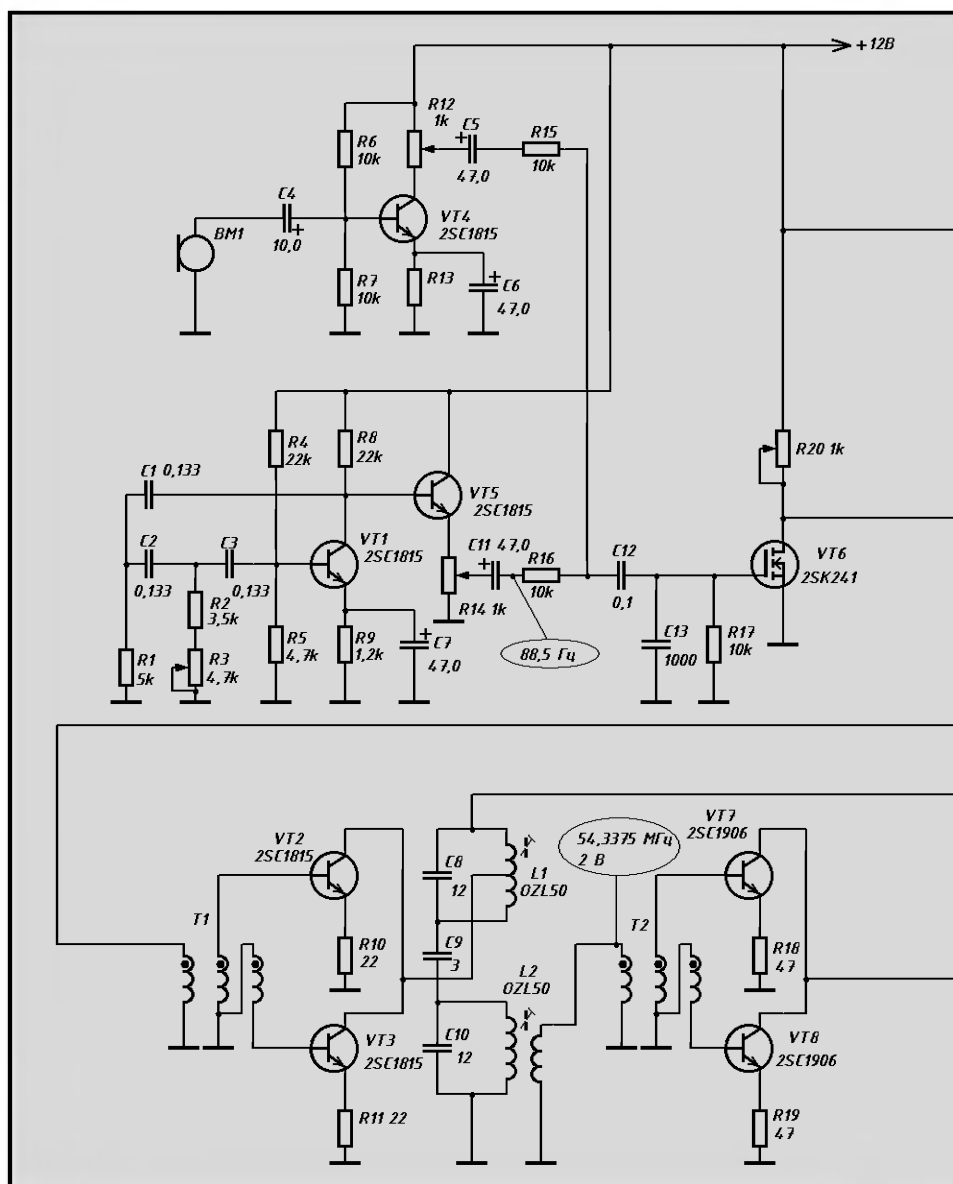 + 12В
R12
1k
C5
47,0
R15
10k
R6
10k
C4
10,0
BM1
VT4
2SC1815
R7
10k
R13
C6
47,0
R4
22k
R8
22k
R20 1k
C1 0,133
VT5
2SC1815
C2
0,133
C3
0,133
VT1
2SC1815
C11 47,0
R16
10k
C12
0,1
VT6
2SK241
R2
3,5k
R14 1k
R1
5k
R3
4,7k
R5
4,7k
R9
1,2k
C7
47,0
88,5 Гц
C13
1000
R17
10k
VT2
2SC1815
VT7
2SC1906
54,3375 МГц
2 В
C8
12
L1
OZL50
T1
T2
R10
22
C9
3
L2
OZL50
R18
47
VT3
2SC1815
C10
12
VT8
2SC1906
R11 22
R19
47